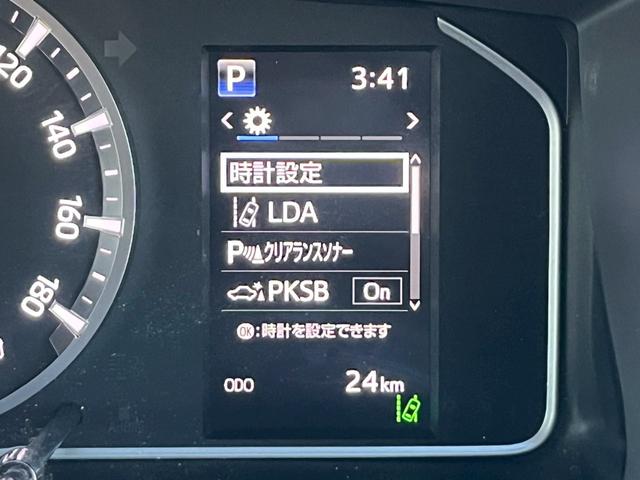 120
140
160
180
P 3:41
時計設定
LDA
P クリアランスソナー
PKSB On
OK:時計を設定できます
ODO 24km